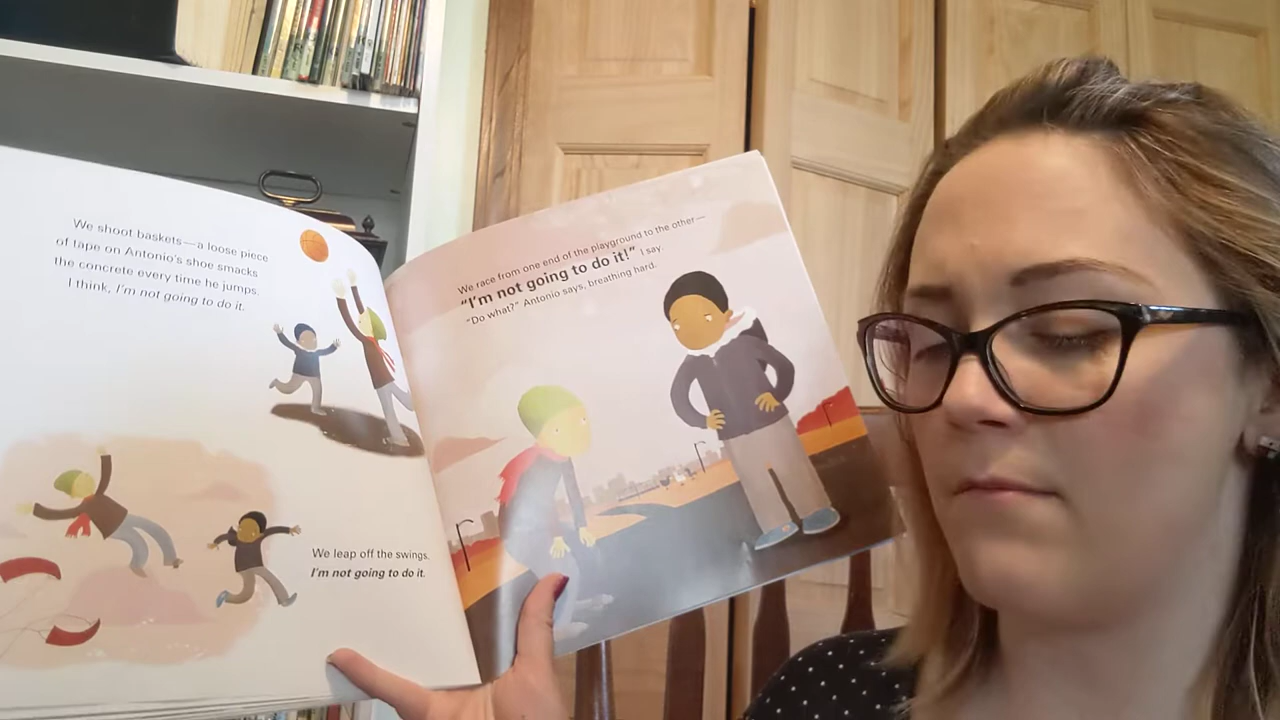 We shoot baskets—a loose piece
of tape on Antonio's shoe smacks
the concrete every time he jumps.
I think, I'm not going to do it.
We leap off the swings.
I'm not going to do it.
We race from one end of the playground to the other—
"I'm not going to do it!" I say.
"Do what?" Antonio says, breathing hard.